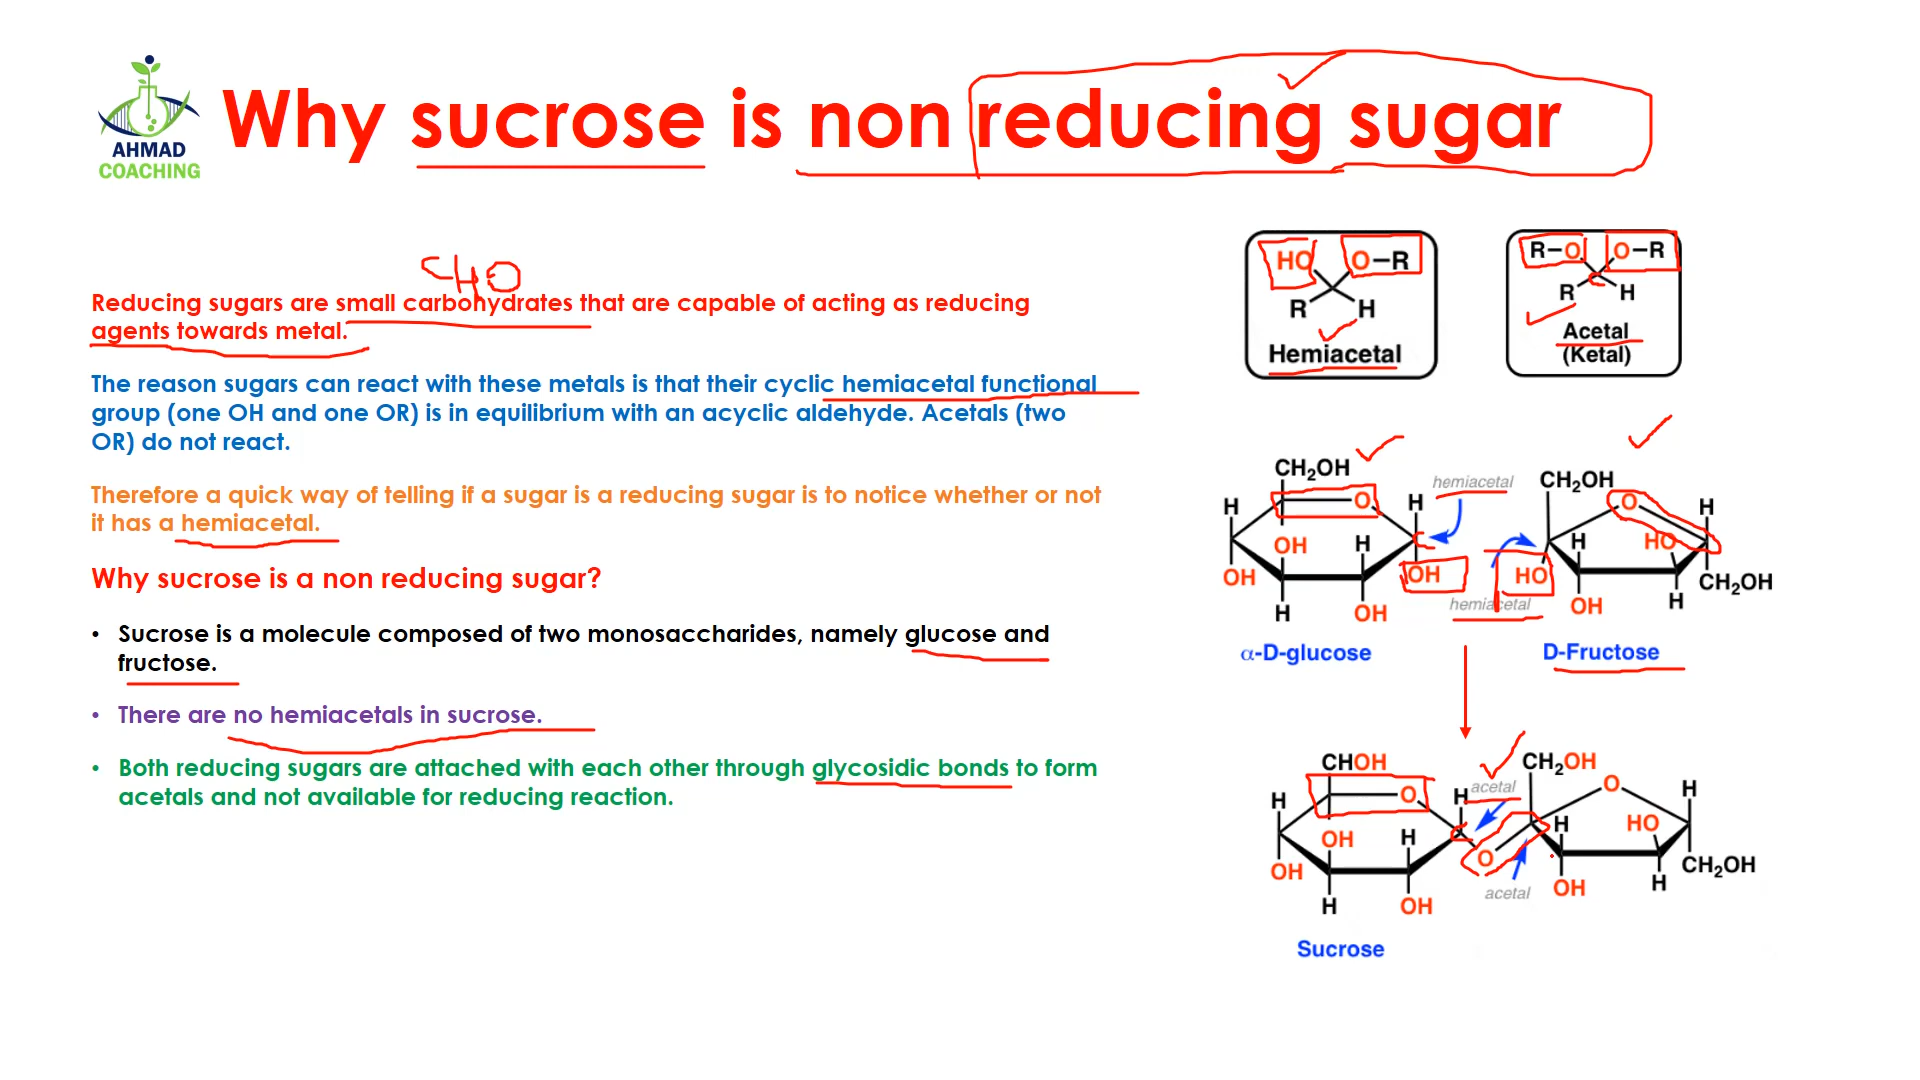 AHMAD
COACHING
Why sucrose is non reducing sugar
CHO
Reducing sugars are small carbohydrates that are capable of acting as reducing
agents towards metal.
The reason sugars can react with these metals is that their cyclic hemiacetal functional
group (one OH and one OR) is in equilibrium with an acyclic aldehyde. Acetals (two
OR) do not react.
Therefore a quick way of telling if a sugar is a reducing sugar is to notice whether or not
it has a hemiacetal.
Why sucrose is a non reducing sugar?
• Sucrose is a molecule composed of two monosaccharides, namely glucose and
fructose.
• There are no hemiacetals in sucrose.
• Both reducing sugars are attached with each other through glycosidic bonds to form
acetals and not available for reducing reaction.
HO O–R
R H
Hemiacetal
R–O O–R
R H
Acetal
(Ketal)
CH₂OH
H O H
OH H
OH OH
H OH
α-D-glucose
hemiacetal
hemiacetal
CH₂OH
O H
H HO
HO CH₂OH
OH H
D-Fructose
CHOH
H O H
OH H
OH
H OH
acetal
O
acetal
CH₂OH
O H
H HO
CH₂OH
OH H
Sucrose